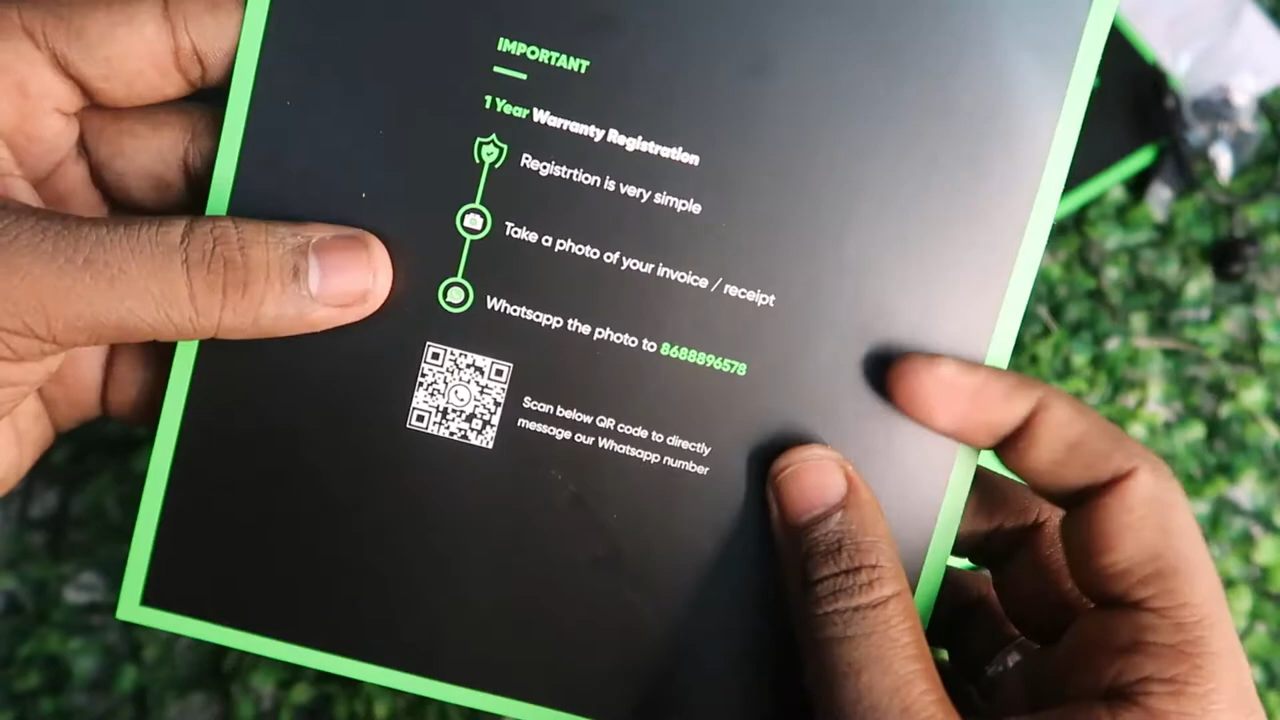 IMPORTANT
1 Year Warranty Registration
Registrtion is very simple
Take a photo of your invoice / receipt
Whatsapp the photo to 8688896578
Scan below QR code to directly
message our Whatsapp number